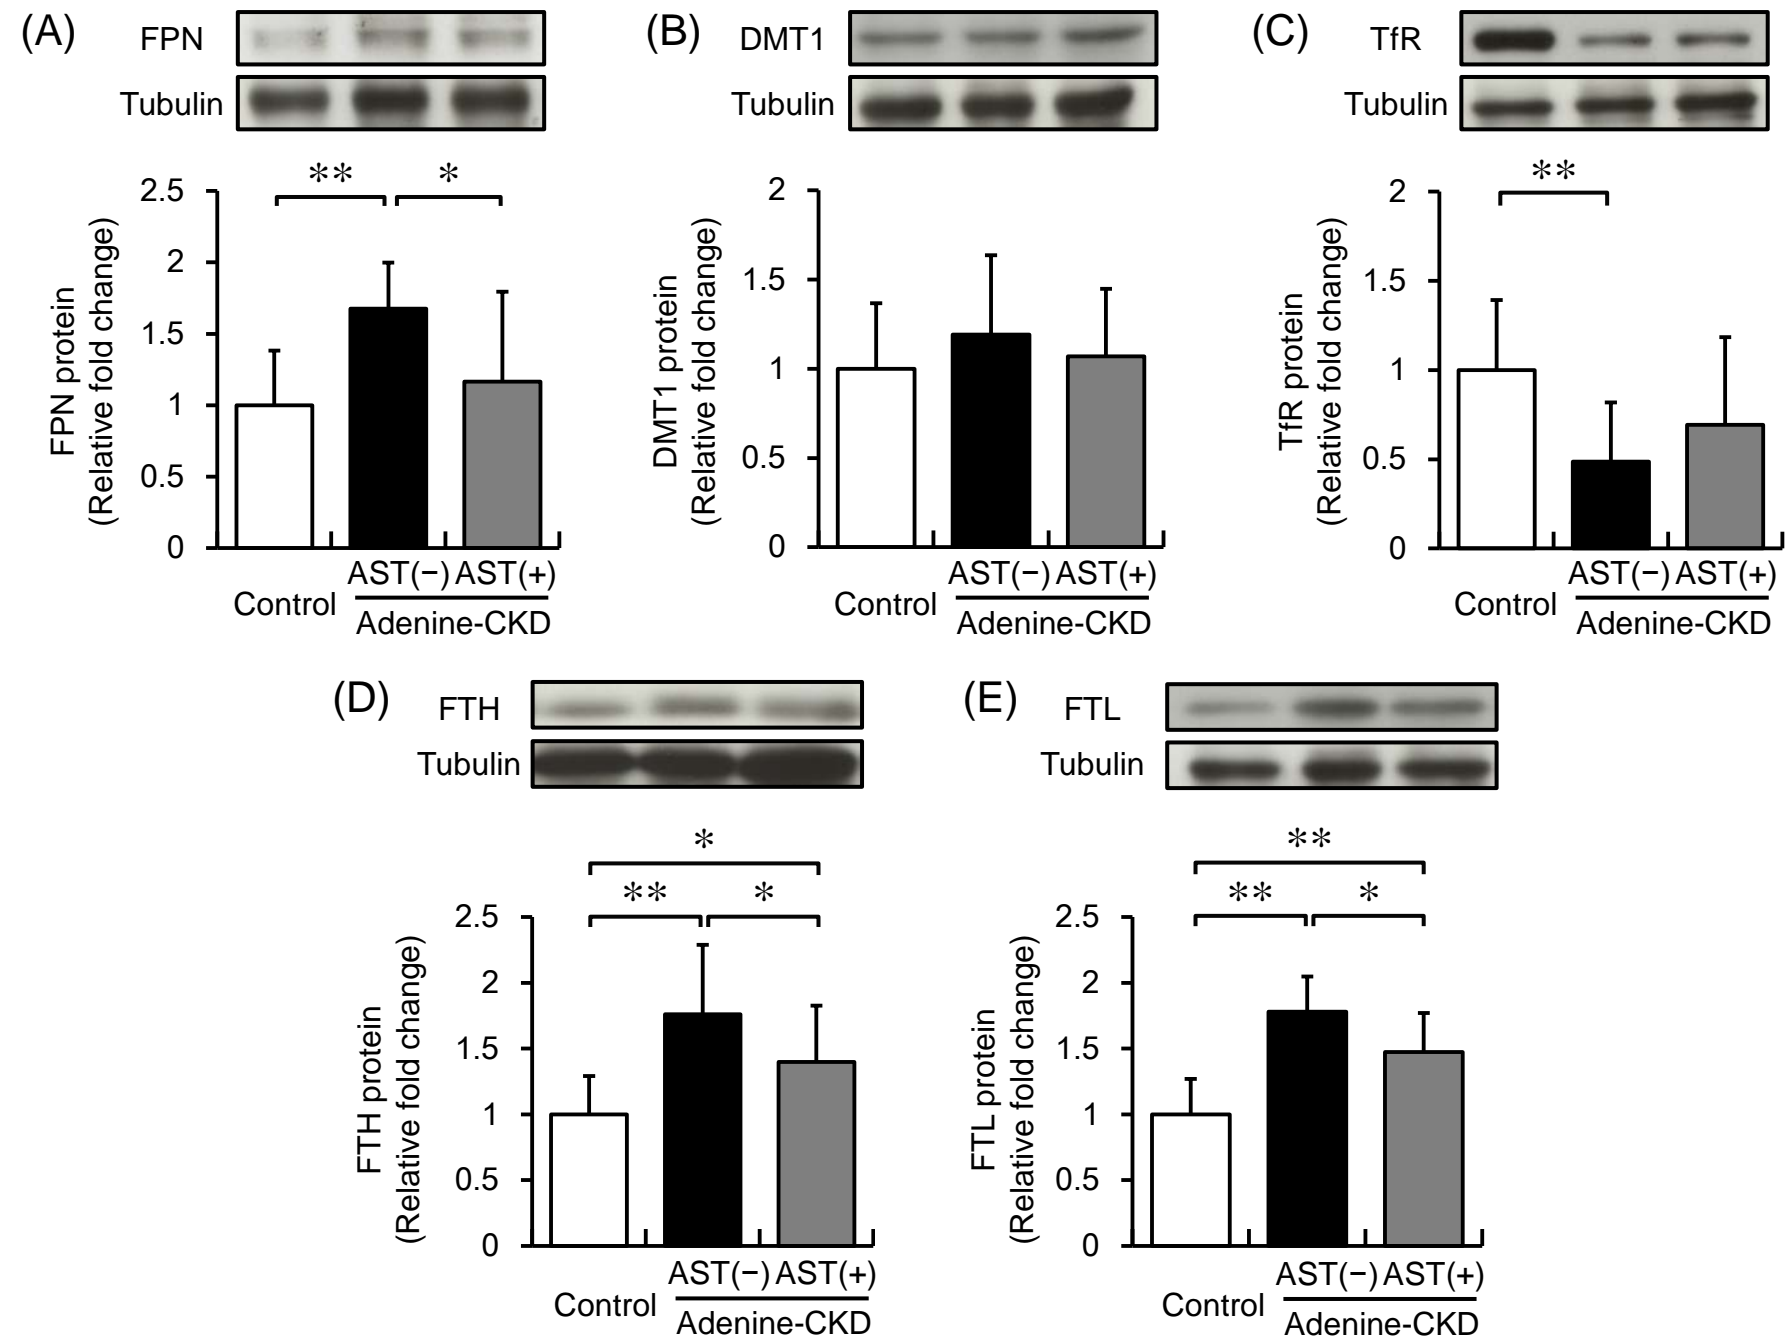 (A) FPN
Tubulin
** *
2.5
2
1.5
1
0.5
0
FPN protein
(Relative fold change)
AST(−) AST(+)
Control
Adenine-CKD
(B) DMT1
Tubulin
2
1.5
1
0.5
0
DMT1 protein
(Relative fold change)
AST(−) AST(+)
Control
Adenine-CKD
(C) TfR
Tubulin
**
2
1.5
1
0.5
0
TfR protein
(Relative fold change)
AST(−) AST(+)
Control
Adenine-CKD
(D) FTH
Tubulin
*
** *
2.5
2
1.5
1
0.5
0
FTH protein
(Relative fold change)
AST(−) AST(+)
Control
Adenine-CKD
(E) FTL
Tubulin
**
** *
2.5
2
1.5
1
0.5
0
FTL protein
(Relative fold change)
AST(−) AST(+)
Control
Adenine-CKD